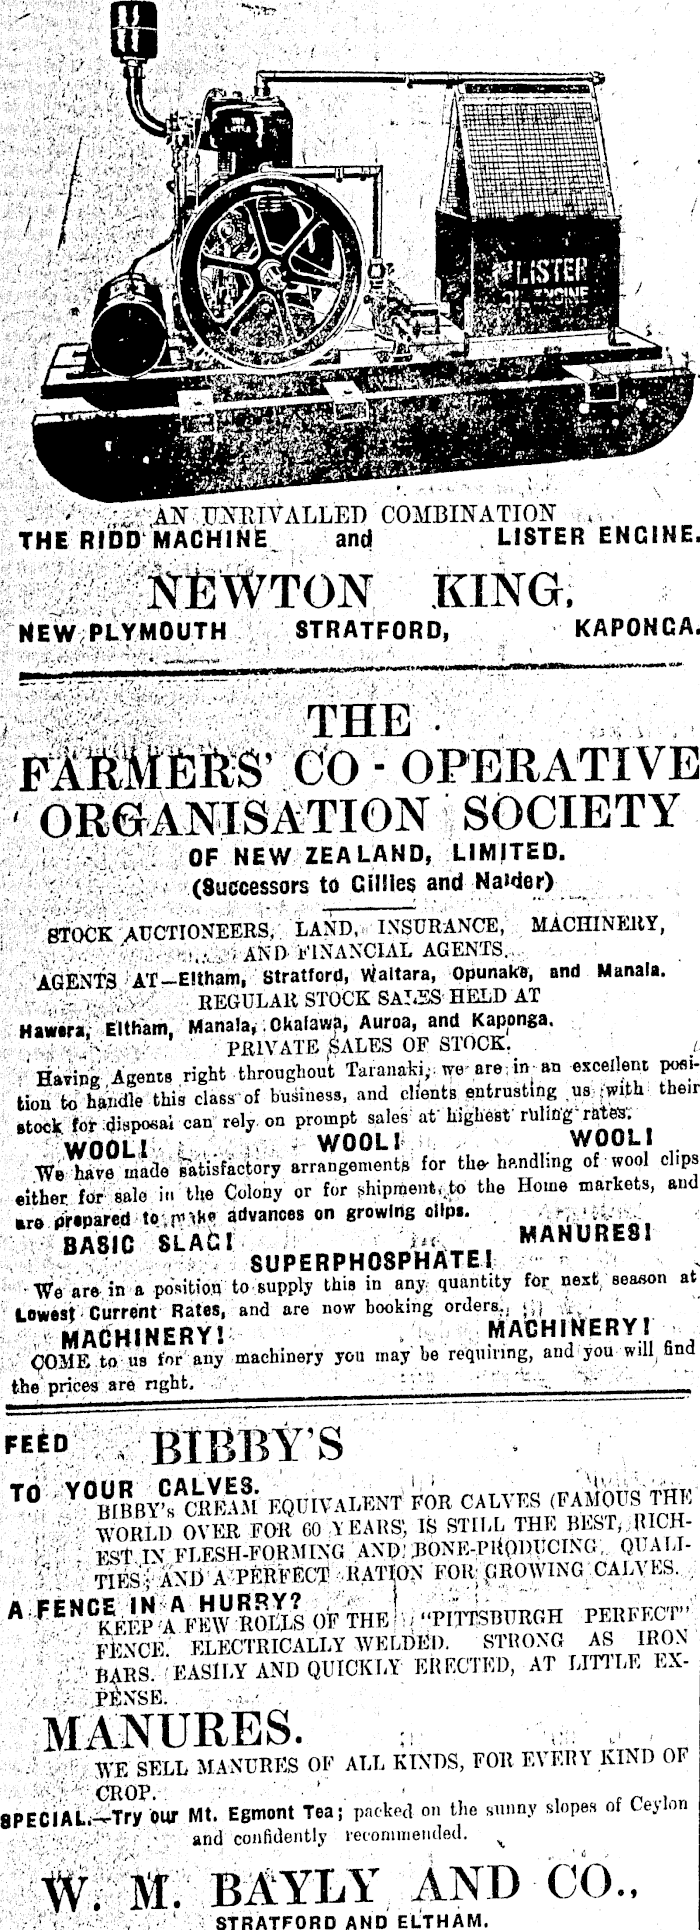 THE
LISTER
LISTER
OIL ENGINE
AN UNRIVALLED COMBINATION
THE RIDD MACHINE and LISTER ENGINE.
NEWTON KING,
NEW PLYMOUTH STRATFORD, KAPONGA.
THE
FARMERS' CO-OPERATIVE
ORGANISATION SOCIETY
OF NEW ZEALAND, LIMITED.
(Successors to Gillies and Nalder)
STOCK AUCTIONEERS, LAND, INSURANCE, MACHINERY,
AND FINANCIAL AGENTS.
AGENTS AT—Eltham, Stratford, Waitara, Opunake, and Manaia.
REGULAR STOCK SALES HELD AT
Hawera, Eltham, Manaia, Okaiawa, Auroa, and Kaponga.
PRIVATE SALES OF STOCK.
Having Agents right throughout Taranaki, we are in an excellent posi-
tion to handle this class of business, and clients entrusting us with their
stock for disposal can rely on prompt sales at highest ruling rates.
WOOL! WOOL! WOOL!
We have made satisfactory arrangements for the handling of wool clips
either for sale in the Colony or for shipment to the Home markets, and
are prepared to make advances on growing clips.
BASIC SLAG! MANURES!
SUPERPHOSPHATE!
We are in a position to supply this in any quantity for next season at
Lowest Current Rates, and are now booking orders.
MACHINERY! MACHINERY!
COME to us for any machinery you may be requiring, and you will find
the prices are right.
FEED BIBBY'S
TO YOUR CALVES.
BIBBY's CREAM EQUIVALENT FOR CALVES (FAMOUS THE
WORLD OVER FOR 60 YEARS, IS STILL THE BEST, RICH-
EST IN FLESH-FORMING AND BONE-PRODUCING QUALI-
TIES; AND A PERFECT RATION FOR GROWING CALVES.
A FENCE IN A HURRY?
KEEP A FEW ROLLS OF THE "PITTSBURGH PERFECT"
FENCE. ELECTRICALLY WELDED. STRONG AS IRON
BARS. EASILY AND QUICKLY ERECTED, AT LITTLE EX-
PENSE.
MANURES.
WE SELL MANURES OF ALL KINDS, FOR EVERY KIND OF
CROP.
SPECIAL.—Try our Mt. Egmont Tea; packed on the sunny slopes of Ceylon
and confidently recommended.
W. M. BAYLY AND CO.,
STRATFORD AND ELTHAM.